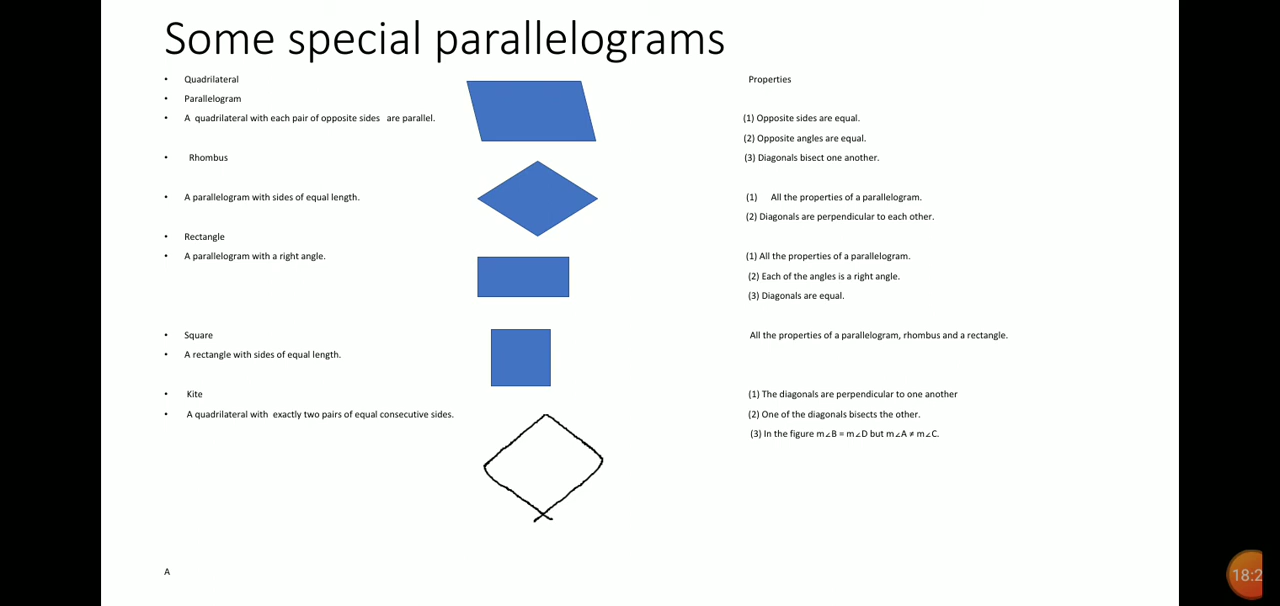 Some special parallelograms
• Quadrilateral
Properties
• Parallelogram
• A quadrilateral with each pair of opposite sides are parallel.
(1) Opposite sides are equal.
(2) Opposite angles are equal.
• Rhombus
(3) Diagonals bisect one another.
• A parallelogram with sides of equal length.
(1) All the properties of a parallelogram.
(2) Diagonals are perpendicular to each other.
• Rectangle
• A parallelogram with a right angle.
(1) All the properties of a parallelogram.
(2) Each of the angles is a right angle.
(3) Diagonals are equal.
• Square
All the properties of a parallelogram, rhombus and a rectangle.
• A rectangle with sides of equal length.
• Kite
(1) The diagonals are perpendicular to one another
• A quadrilateral with exactly two pairs of equal consecutive sides.
(2) One of the diagonals bisects the other.
(3) In the figure m∠B = m∠D but m∠A ≠ m∠C.
A
18:2